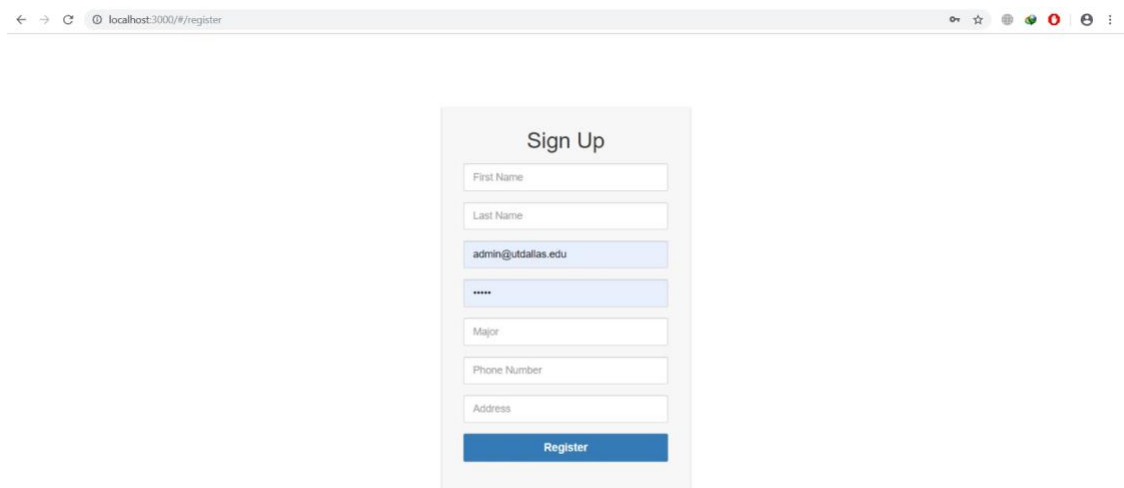 localhost:3000/#/register
Sign Up
First Name
Last Name
admin@utdallas.edu
•••••
Major
Phone Number
Address
Register